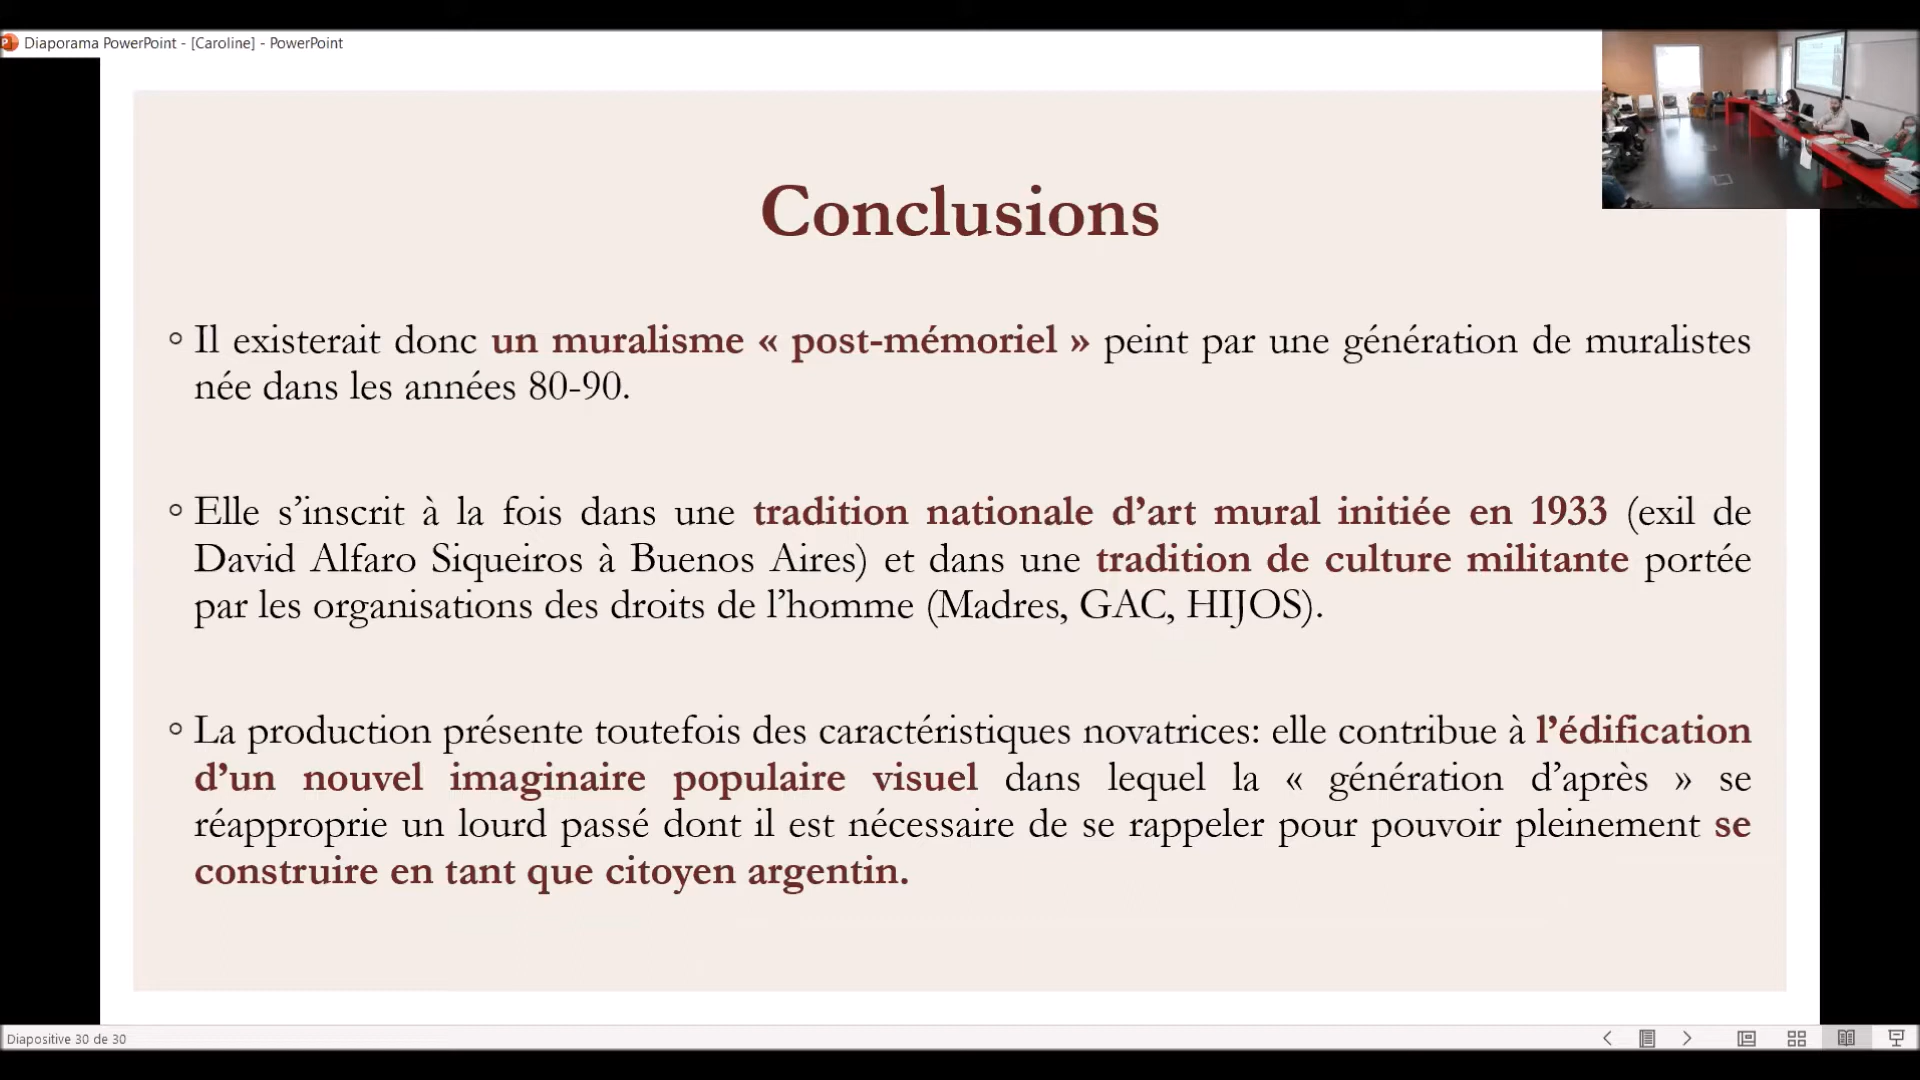 Diaporama PowerPoint - [Caroline] - PowerPoint
Conclusions
Il existerait donc un muralisme « post-mémoriel » peint par une génération de muralistes
née dans les années 80-90.
Elle s’inscrit à la fois dans une tradition nationale d’art mural initiée en 1933 (exil de
David Alfaro Siqueiros à Buenos Aires) et dans une tradition de culture militante portée
par les organisations des droits de l’homme (Madres, GAC, HIJOS).
La production présente toutefois des caractéristiques novatrices: elle contribue à l’édification
d’un nouvel imaginaire populaire visuel dans lequel la « génération d’après » se
réapproprie un lourd passé dont il est nécessaire de se rappeler pour pouvoir pleinement se
construire en tant que citoyen argentin.
Diapositive 30 de 30